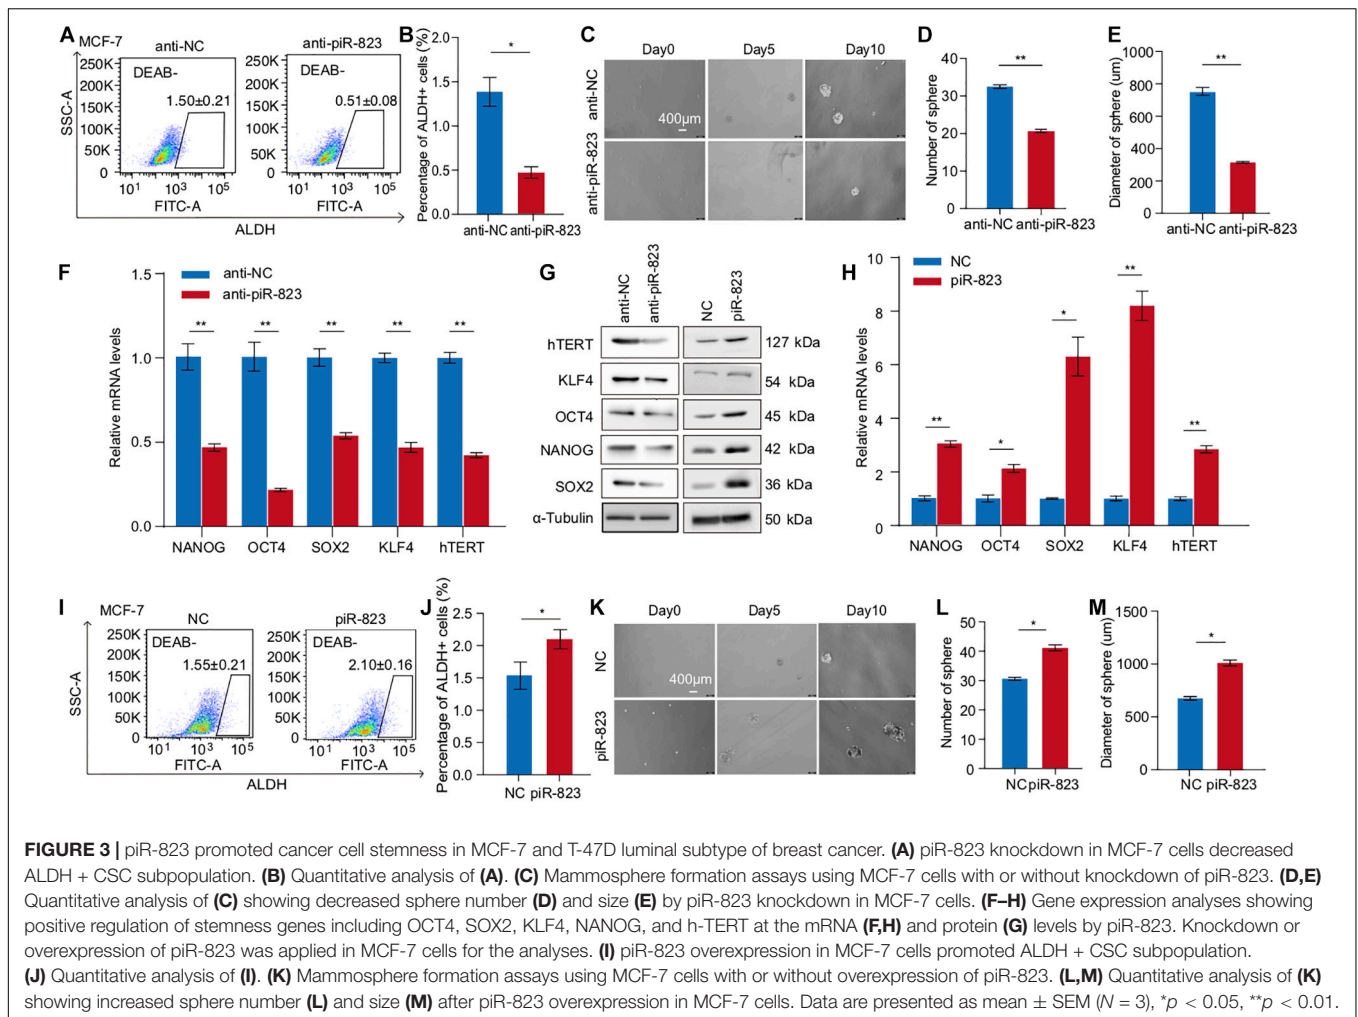 A
MCF-7
anti-NC
anti-piR-823
SSC-A
250K
200K
150K
100K
50K
0
DEAB-
1.50±0.21
10¹ 10³ 10⁵
FITC-A
250K
200K
150K
100K
50K
0
DEAB-
0.51±0.08
10¹ 10³ 10⁵
FITC-A
ALDH
B
Percentage of ALDH+ cells (%)
2.0
1.5
1.0
0.5
0.0
*
anti-NC anti-piR-823
C
Day0 Day5 Day10
anti-NC
400µm
anti-piR-823
D
Number of sphere
60
40
20
0
**
anti-NC anti-piR-823
E
Diameter of sphere (um)
1000
800
600
400
200
0
**
anti-NC anti-piR-823
F
anti-NC
anti-piR-823
Relative mRNA levels
1.5
1.0
0.5
0.0
** ** ** ** **
NANOG OCT4 SOX2 KLF4 hTERT
G
anti-NC anti-piR-823 NC piR-823
hTERT 127 kDa
KLF4 54 kDa
OCT4 45 kDa
NANOG 42 kDa
SOX2 36 kDa
α-Tubulin 50 kDa
H
NC
piR-823
Relative mRNA levels
10
8
6
4
2
0
** * * ** **
NANOG OCT4 SOX2 KLF4 hTERT
I
MCF-7
NC
piR-823
SSC-A
250K
200K
150K
100K
50K
0
DEAB-
1.55±0.21
10¹ 10³ 10⁵
FITC-A
250K
200K
150K
100K
50K
0
DEAB-
2.10±0.16
10¹ 10³ 10⁵
FITC-A
ALDH
J
Percentage of ALDH+ cells (%)
2.5
2.0
1.5
1.0
0.5
0.0
*
NC piR-823
K
Day0 Day5 Day10
NC
400µm
piR-823
L
Number of sphere
50
40
30
20
10
0
*
NC piR-823
M
Diameter of sphere (um)
1500
1000
500
0
*
NC piR-823
FIGURE 3 | piR-823 promoted cancer cell stemness in MCF-7 and T-47D luminal subtype of breast cancer. (A) piR-823 knockdown in MCF-7 cells decreased
ALDH + CSC subpopulation. (B) Quantitative analysis of (A). (C) Mammosphere formation assays using MCF-7 cells with or without knockdown of piR-823. (D,E)
Quantitative analysis of (C) showing decreased sphere number (D) and size (E) by piR-823 knockdown in MCF-7 cells. (F–H) Gene expression analyses showing
positive regulation of stemness genes including OCT4, SOX2, KLF4, NANOG, and h-TERT at the mRNA (F,H) and protein (G) levels by piR-823. Knockdown or
overexpression of piR-823 was applied in MCF-7 cells for the analyses. (I) piR-823 overexpression in MCF-7 cells promoted ALDH + CSC subpopulation.
(J) Quantitative analysis of (I). (K) Mammosphere formation assays using MCF-7 cells with or without overexpression of piR-823. (L,M) Quantitative analysis of (K)
showing increased sphere number (L) and size (M) after piR-823 overexpression in MCF-7 cells. Data are presented as mean ± SEM (N = 3), *p < 0.05, **p < 0.01.